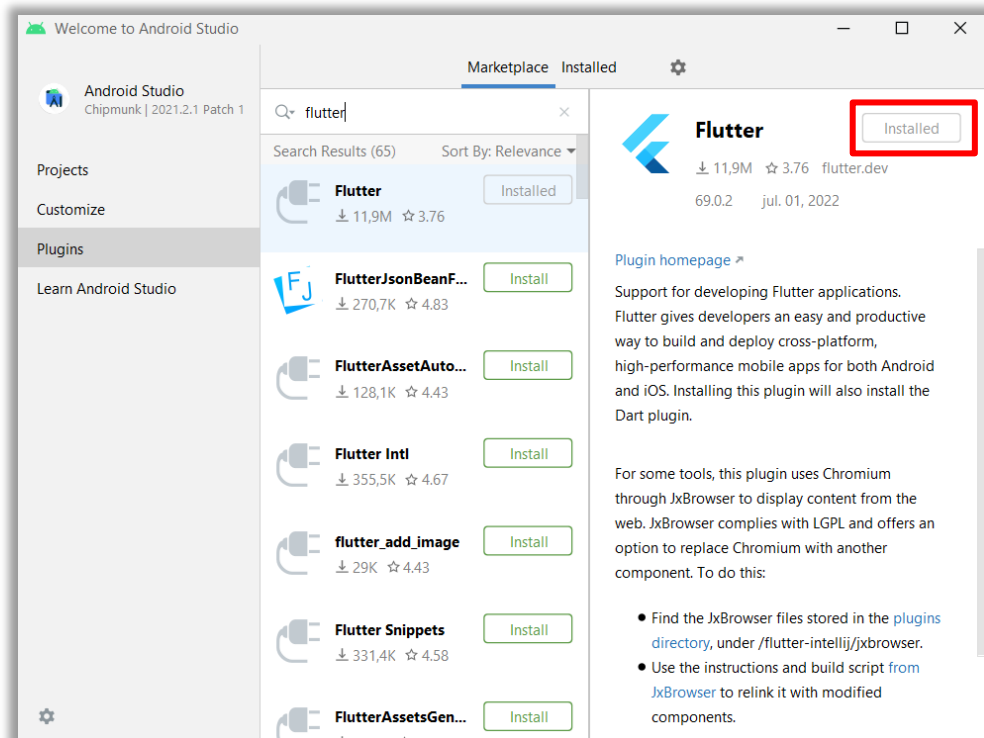 Welcome to Android Studio
Android Studio
Chipmunk | 2021.2.1 Patch 1
Projects
Customize
Plugins
Learn Android Studio
Marketplace Installed
flutter
Search Results (65) Sort By: Relevance
Flutter
11,9M 3.76
Installed
FlutterJsonBeanF...
270,7K 4.83
Install
FlutterAssetAuto...
128,1K 4.43
Install
Flutter Intl
355,5K 4.67
Install
flutter_add_image
29K 4.43
Install
Flutter Snippets
331,4K 4.58
Install
FlutterAssetsGen...
Install
Flutter
Installed
11,9M 3.76 flutter.dev
69.0.2 jul. 01, 2022
Plugin homepage
Support for developing Flutter applications.
Flutter gives developers an easy and productive
way to build and deploy cross-platform,
high-performance mobile apps for both Android
and iOS. Installing this plugin will also install the
Dart plugin.
For some tools, this plugin uses Chromium
through JxBrowser to display content from the
web. JxBrowser complies with LGPL and offers an
option to replace Chromium with another
component. To do this:
● Find the JxBrowser files stored in the plugins
directory, under /flutter-intellij/jxbrowser.
● Use the instructions and build script from
JxBrowser to relink it with modified
components.